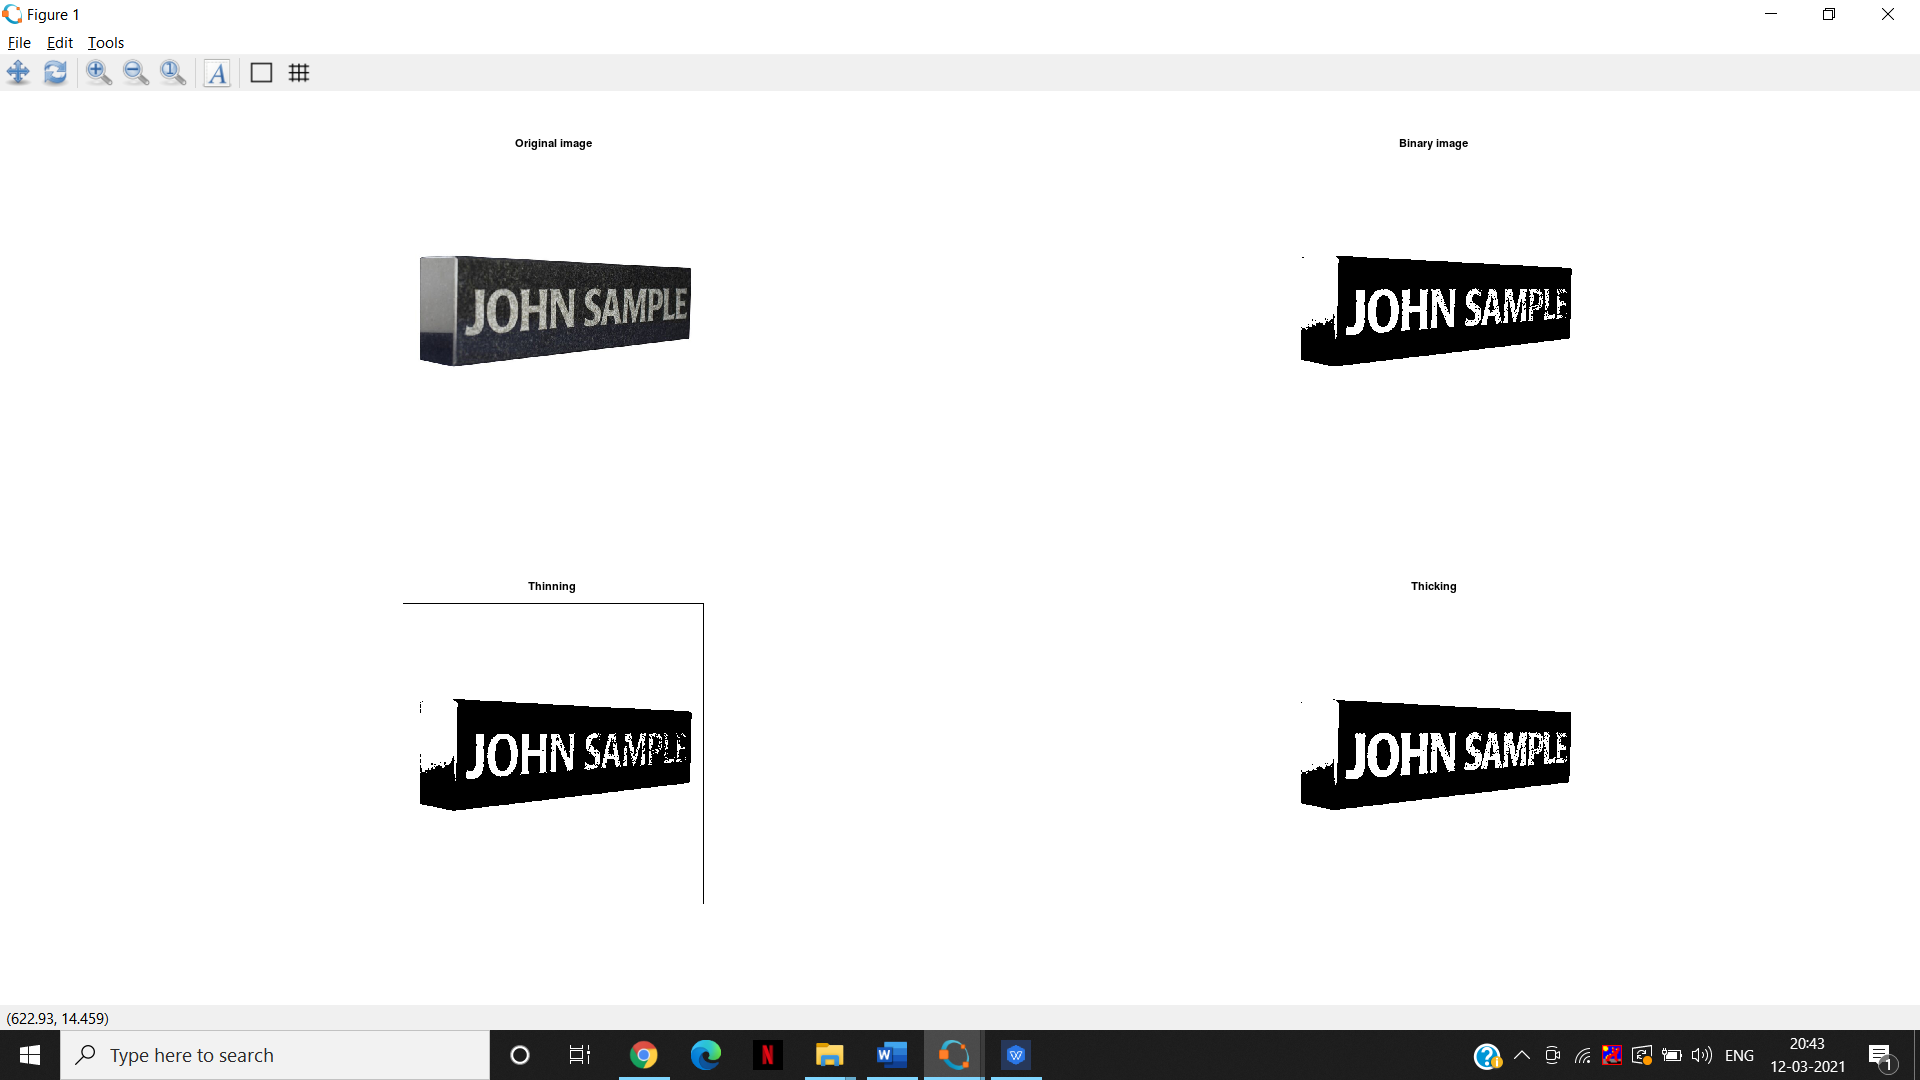 Figure 1
File Edit Tools
A
Original image
Binary image
JOHN SAMPLE
JOHN SAMPLE
Thinning
Thicking
JOHN SAMPLE
JOHN SAMPLE
(622.93, 14.459)
Type here to search
N
W
W
ENG
20:43
12-03-2021
1